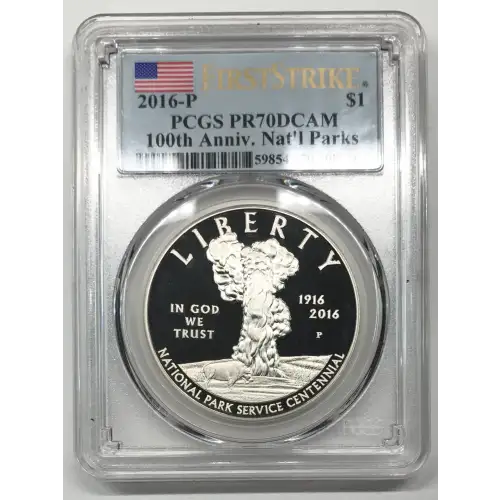 FIRSTSTRIKE®
2016-P $1
PCGS PR70DCAM
100th Anniv. Nat'l Parks
LIBERTY
IN GOD
WE
TRUST
1916
2016
P
NATIONAL PARK SERVICE CENTENNIAL